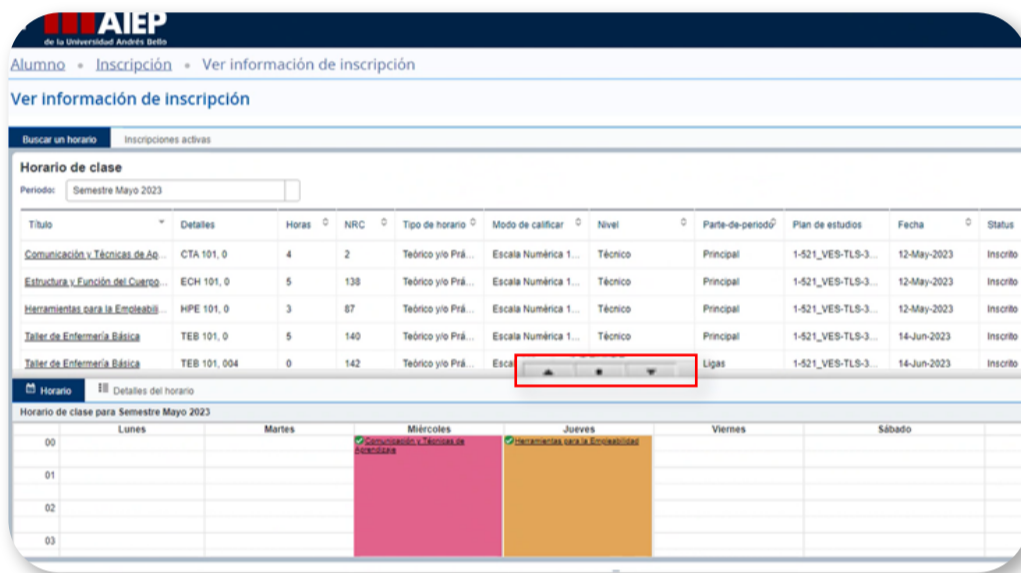 AIEP
de la Universidad Andrés Bello
Alumno • Inscripción • Ver información de inscripción
Ver información de inscripción
Buscar un horario Inscripciones activas
Horario de clase
Periodo: Semestre Mayo 2023
Título Detalles Horas NRC Tipo de horario Modo de calificar Nivel Parte-de-periodo Plan de estudios Fecha Status
Comunicación y Técnicas de Ap... CTA 101, 0 4 2 Teórico y/o Prá... Escala Numérica 1... Técnico Principal 1-521_VES-TLS-3... 12-May-2023 Inscrito
Estructura y Función del Cuerpo... ECH 101, 0 5 138 Teórico y/o Prá... Escala Numérica 1... Técnico Principal 1-521_VES-TLS-3... 12-May-2023 Inscrito
Herramientas para la Empleabili... HPE 101, 0 3 87 Teórico y/o Prá... Escala Numérica 1... Técnico Principal 1-521_VES-TLS-3... 12-May-2023 Inscrito
Taller de Enfermería Básica TEB 101, 0 5 140 Teórico y/o Prá... Escala Numérica 1... Técnico Principal 1-521_VES-TLS-3... 14-Jun-2023 Inscrito
Taller de Enfermería Básica TEB 101, 004 0 142 Teórico y/o Prá... Esca Ligas 1-521_VES-TLS-3... 14-Jun-2023 Inscrito
Horario Detalles del horario
Horario de clase para Semestre Mayo 2023
Lunes Martes Miércoles Jueves Viernes Sábado
00 Comunicación y Técnicas de Herramientas para la Empleabilidad
Aprendizaje
01
02
03